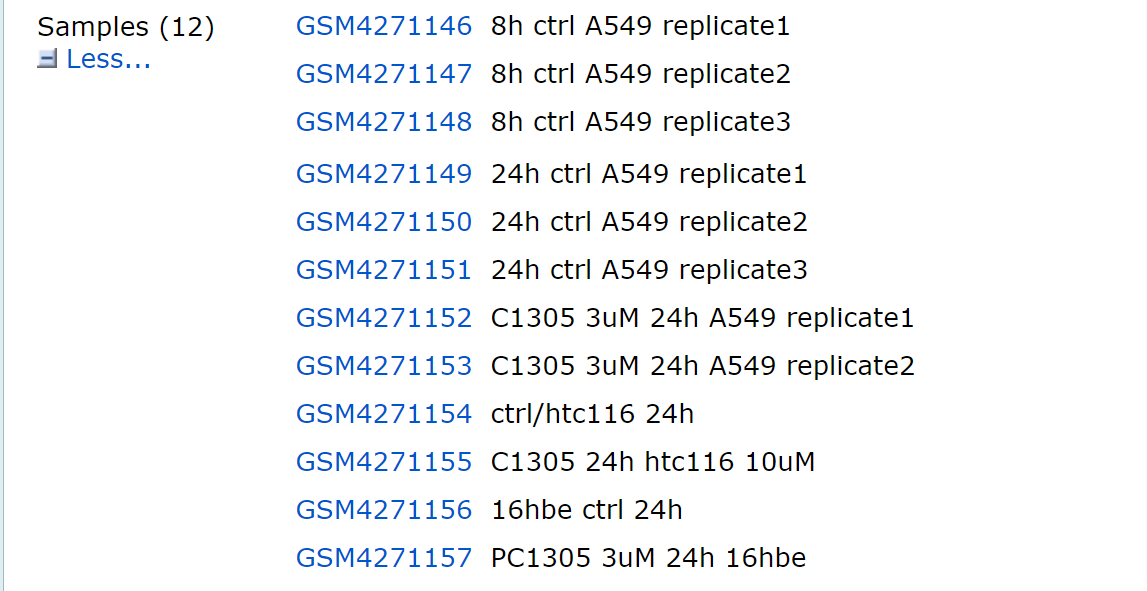 Samples (12)
Less...
GSM4271146 8h ctrl A549 replicate1
GSM4271147 8h ctrl A549 replicate2
GSM4271148 8h ctrl A549 replicate3
GSM4271149 24h ctrl A549 replicate1
GSM4271150 24h ctrl A549 replicate2
GSM4271151 24h ctrl A549 replicate3
GSM4271152 C1305 3uM 24h A549 replicate1
GSM4271153 C1305 3uM 24h A549 replicate2
GSM4271154 ctrl/htc116 24h
GSM4271155 C1305 24h htc116 10uM
GSM4271156 16hbe ctrl 24h
GSM4271157 PC1305 3uM 24h 16hbe